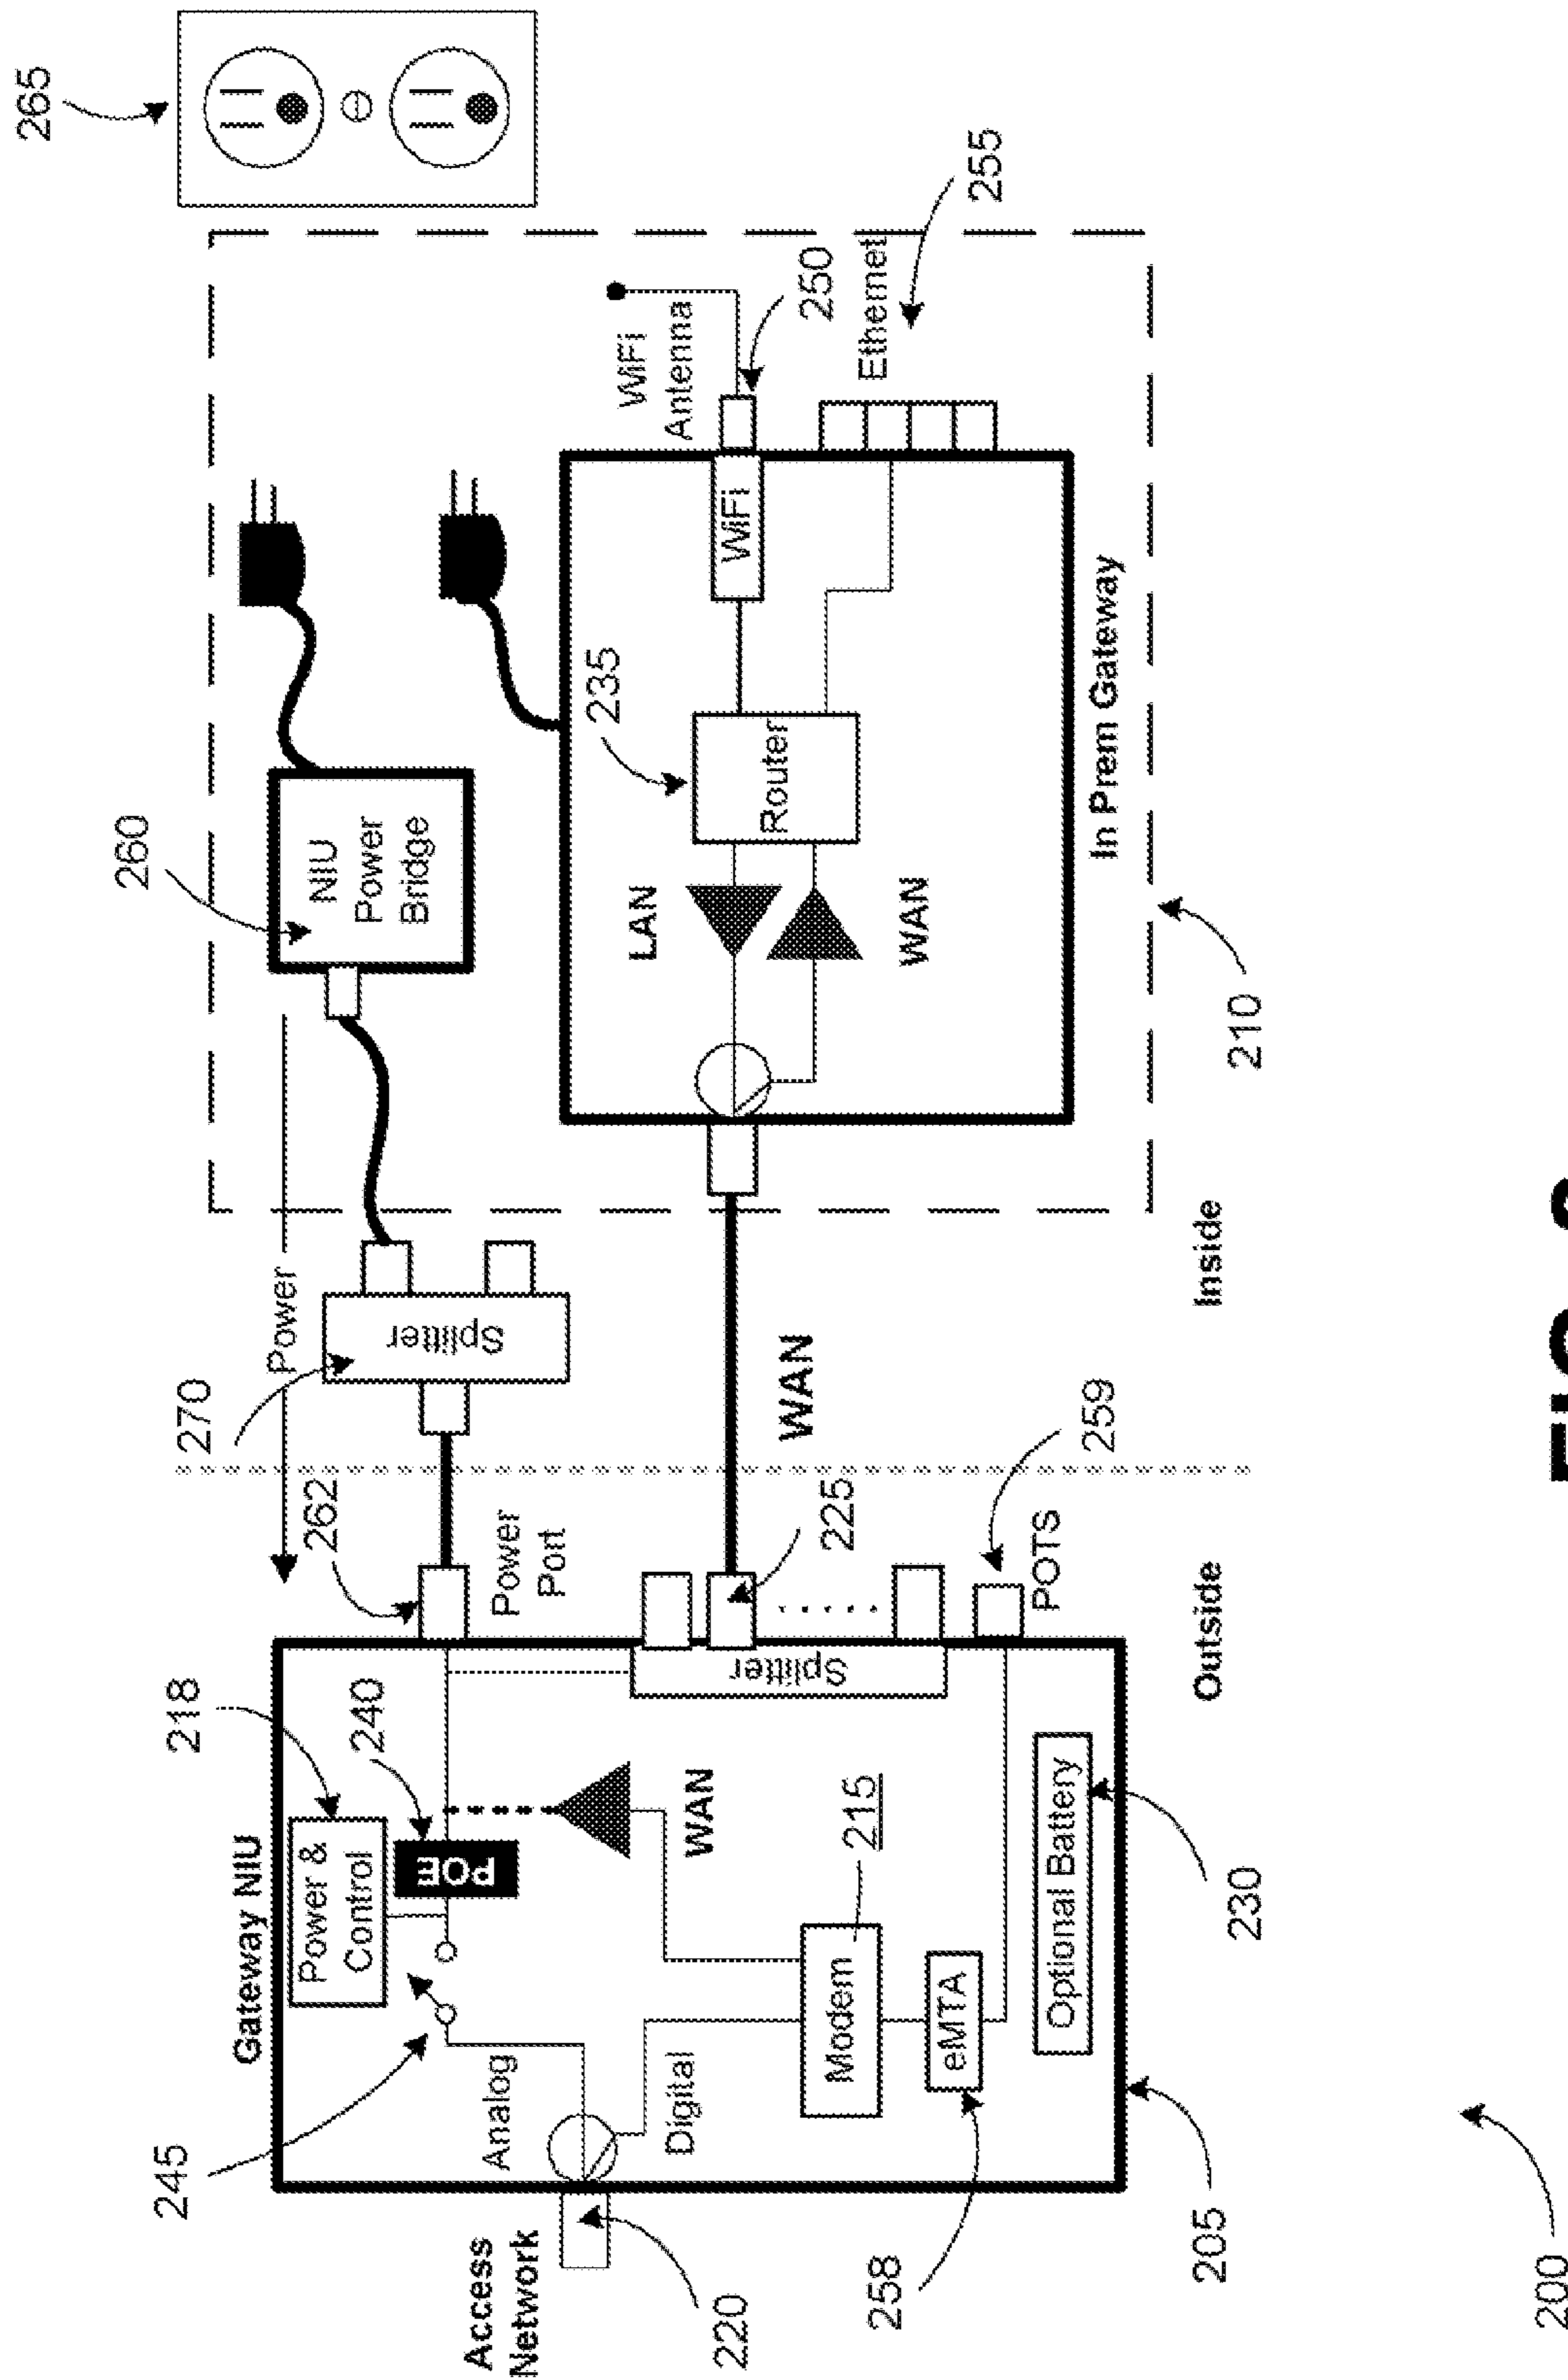 265
260
NIU
Power
Bridge
Power
270
Splitter
262
Power
Port
WiFi
Antenna
250
Ethernet
255
WiFi
235
Router
LAN
WAN
In Prem Gateway
210
Inside
WAN
225
259
POTS
Outside
Splitter
Gateway NIU
218
Power &
Control
240
POE
245
Analog
Digital
WAN
215
Modem
eMTA
Optional Battery
230
258
205
Access
Network
220
200